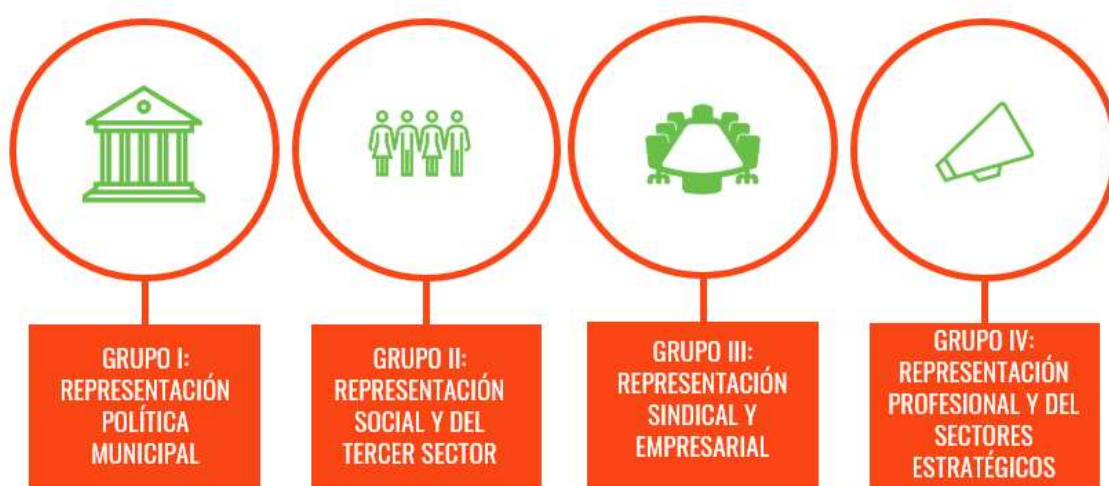 GRUPO I:
REPRESENTACIÓN
POLÍTICA
MUNICIPAL
GRUPO II:
REPRESENTACIÓN
SOCIAL Y DEL
TERCER SECTOR
GRUPO III:
REPRESENTACIÓN
SINDICAL Y
EMPRESARIAL
GRUPO IV:
REPRESENTACIÓN
PROFESIONAL Y DEL
SECTORES
ESTRATÉGICOS